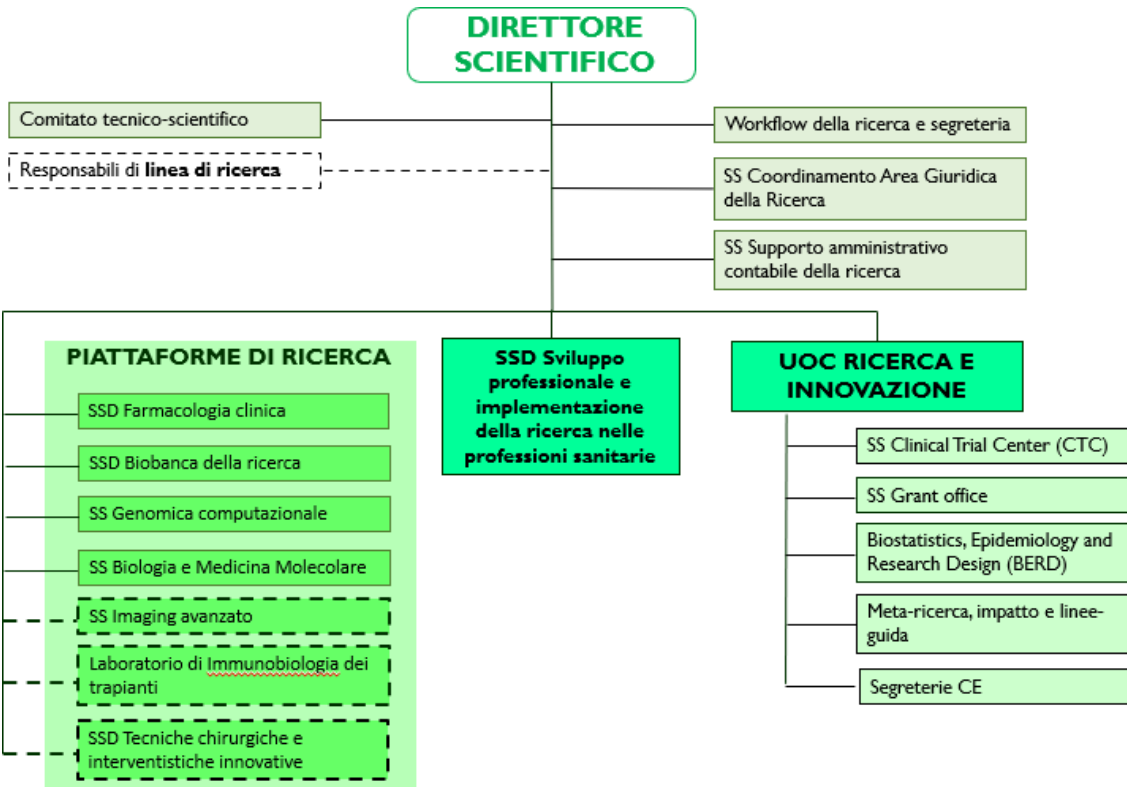 DIRETTORE
SCIENTIFICO
Comitato tecnico-scientifico
Responsabili di linea di ricerca
Workflow della ricerca e segreteria
SS Coordinamento Area Giuridica
della Ricerca
SS Supporto amministrativo
contabile della ricerca
PIATTAFORME DI RICERCA
SSD Farmacologia clinica
SSD Biobanca della ricerca
SS Genomica computazionale
SS Biologia e Medicina Molecolare
SS Imaging avanzato
Laboratorio di Immunobiologia dei
trapianti
SSD Tecniche chirurgiche e
interventistiche innovative
SSD Sviluppo
professionale e
implementazione
della ricerca nelle
professioni sanitarie
UOC RICERCA E
INNOVAZIONE
SS Clinical Trial Center (CTC)
SS Grant office
Biostatistics, Epidemiology and
Research Design (BERD)
Meta-ricerca, impatto e linee-
guida
Segreterie CE